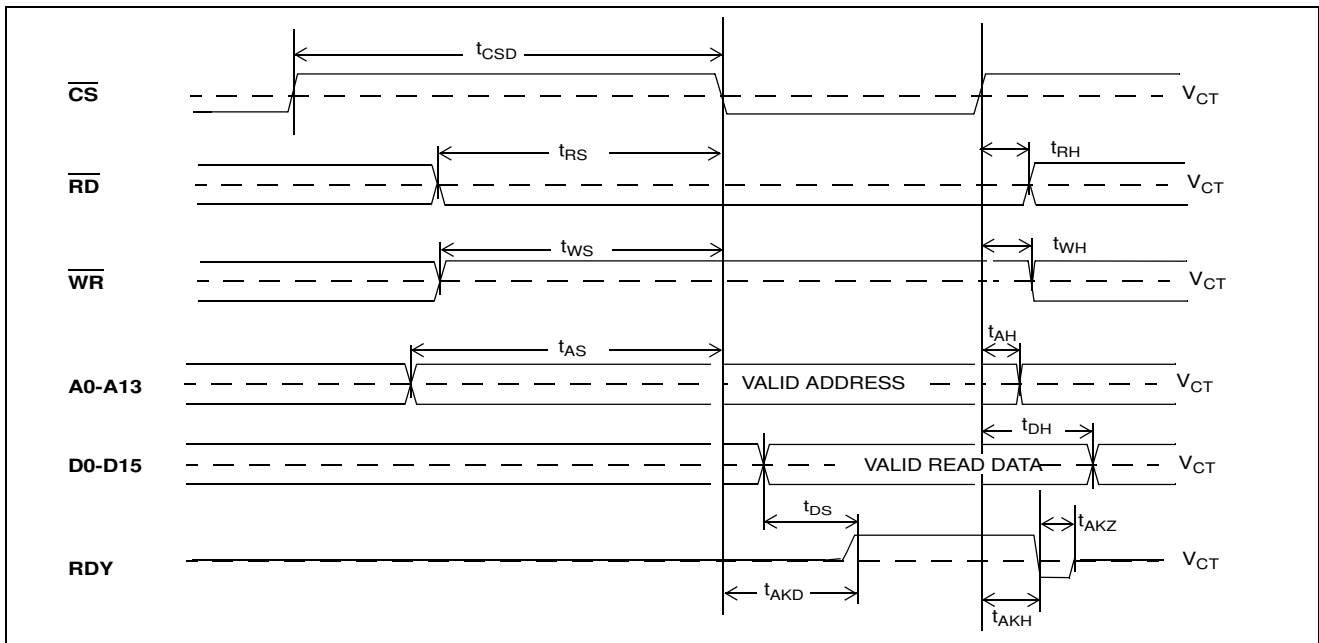 tCSD
CS VCT
tRS tRH
RD VCT
tWS tWH
WR VCT
tAS tAH
A0-A13 VALID ADDRESS VCT
tDH
D0-D15 VALID READ DATA VCT
tDS tAKZ
RDY VCT
tAKD tAKH